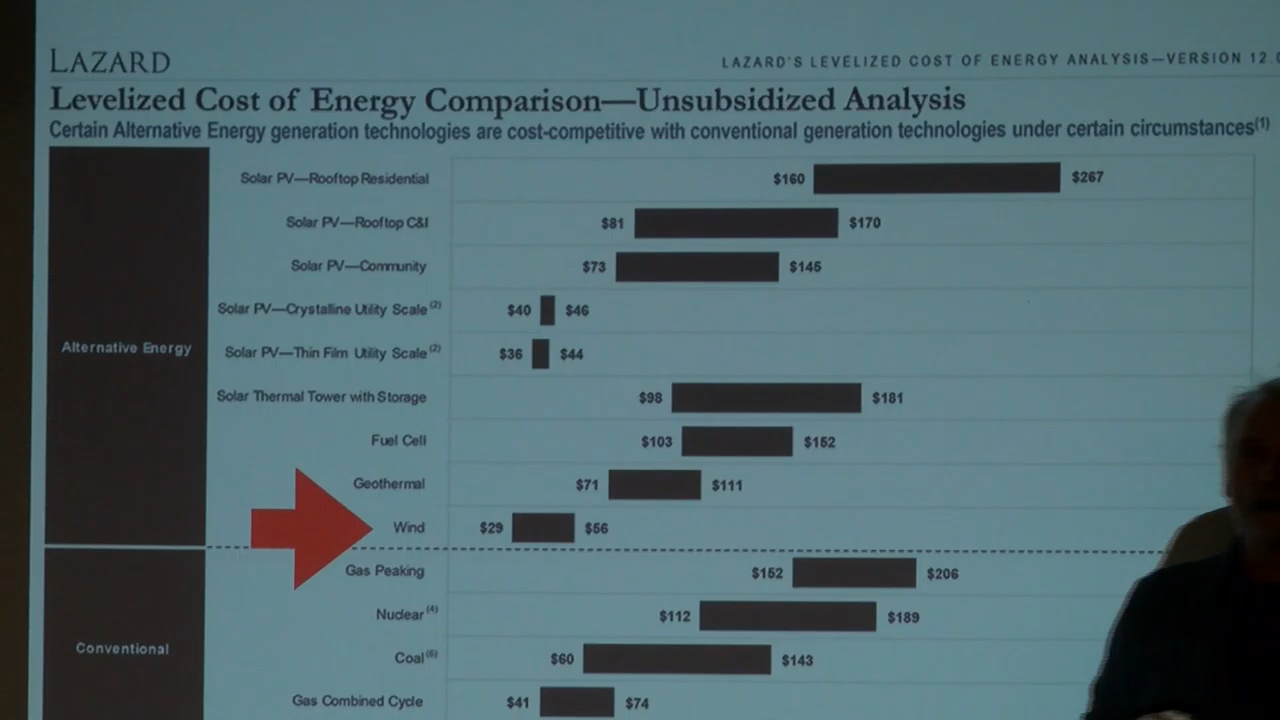 LAZARD
LAZARD'S LEVELIZED COST OF ENERGY ANALYSIS—VERSION 12.0
Levelized Cost of Energy Comparison—Unsubsidized Analysis
Certain Alternative Energy generation technologies are cost-competitive with conventional generation technologies under certain circumstances(1)
Solar PV—Rooftop Residential $160 $267
Solar PV—Rooftop C&I $81 $170
Solar PV—Community $73 $145
Solar PV—Crystalline Utility Scale (2) $40 $46
Alternative Energy
Solar PV—Thin Film Utility Scale (2) $36 $44
Solar Thermal Tower with Storage $98 $181
Fuel Cell $103 $152
Geothermal $71 $111
Wind $29 $56
Gas Peaking $152 $206
Nuclear (4) $112 $189
Conventional
Coal (6) $60 $143
Gas Combined Cycle $41 $74